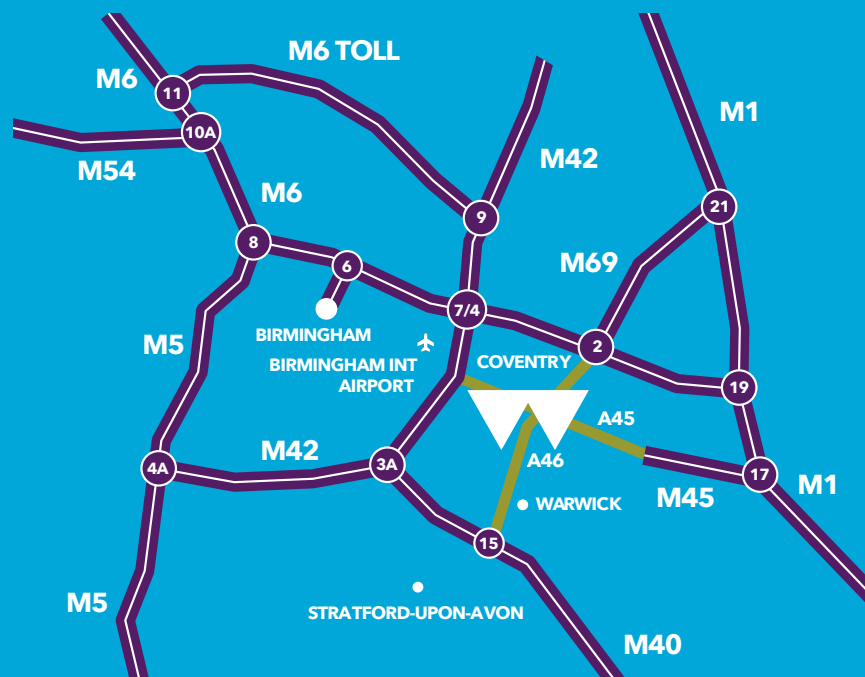 M6 TOLL
M6
11
M1
10A
M42
M54
M6
9
21
8
M69
6
7/4
BIRMINGHAM
M5
2
COVENTRY
BIRMINGHAM INT
AIRPORT
19
A45
M42
A46
4A
3A
17
M45
M1
WARWICK
15
M5
STRATFORD-UPON-AVON
M40